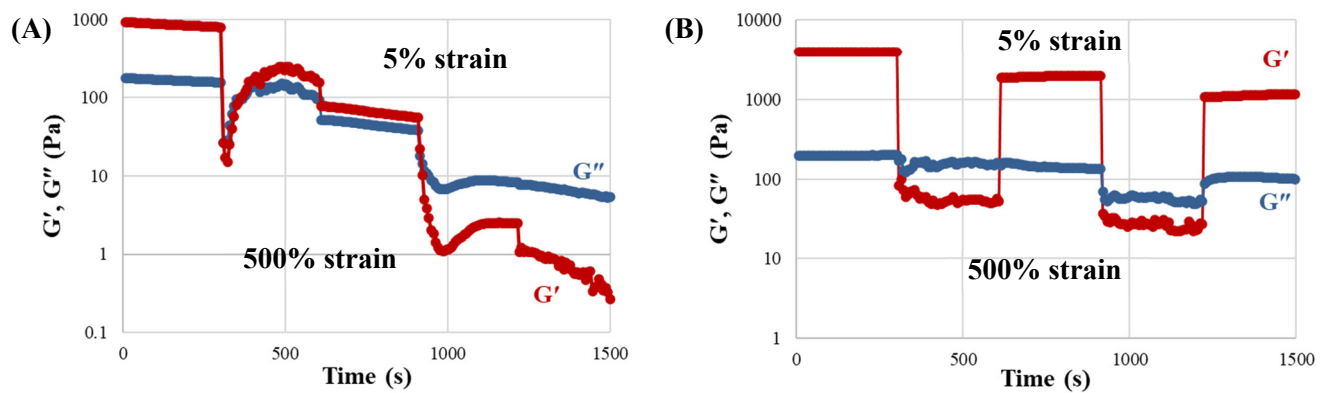 (A)
G′, G″ (Pa)
1000
100
10
1
0.1
5% strain
500% strain
G″
G′
0
500
1000
1500
Time (s)
(B)
G′, G″ (Pa)
10000
1000
100
10
1
5% strain
G′
G″
500% strain
0
500
1000
1500
Time (s)